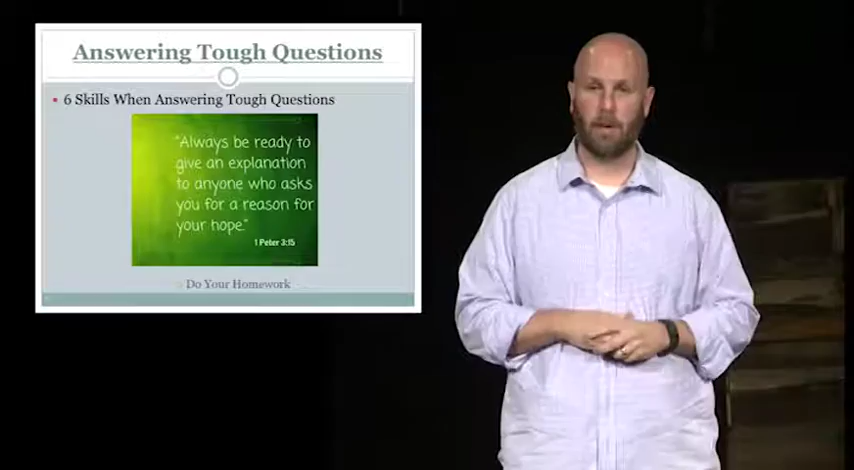 Answering Tough Questions
6 Skills When Answering Tough Questions
"Always be ready to
give an explanation
to anyone who asks
you for a reason for
your hope."
1 Peter 3:15
Do Your Homework